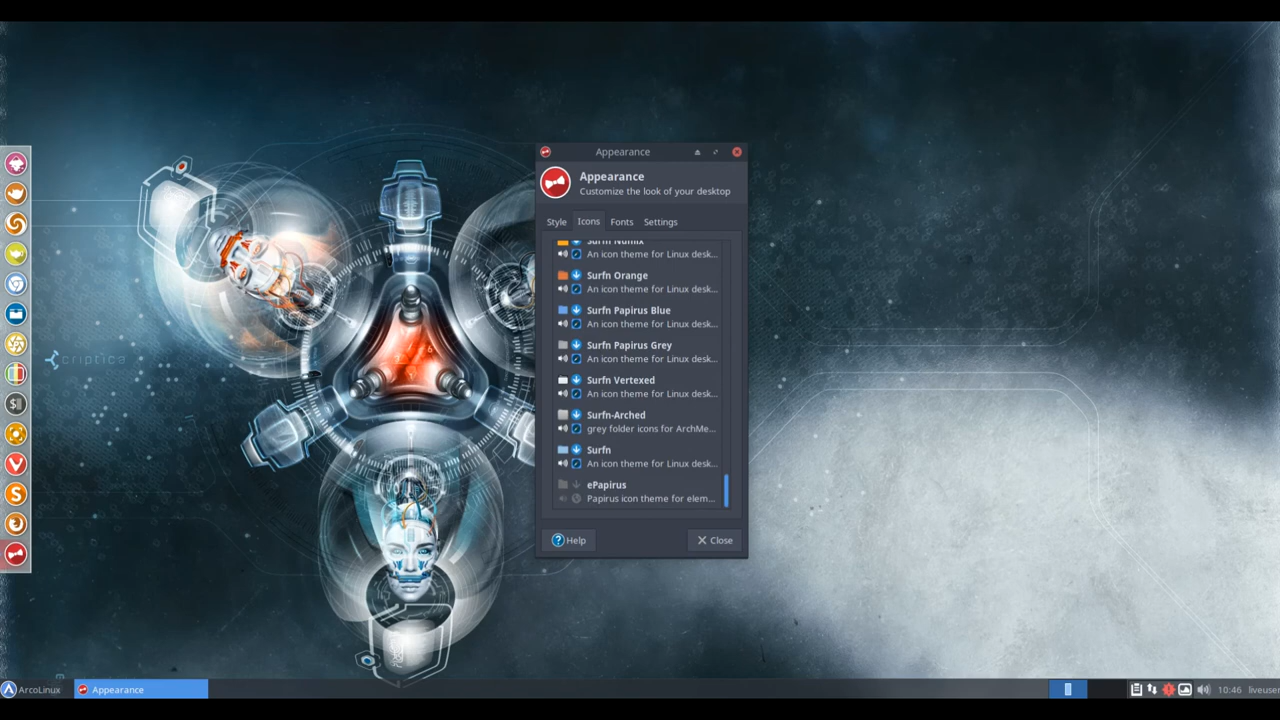 Appearance
Appearance
Customize the look of your desktop
Style Icons Fonts Settings
Surfn Numix
An icon theme for Linux desk...
Surfn Orange
An icon theme for Linux desk...
Surfn Papirus Blue
An icon theme for Linux desk...
Surfn Papirus Grey
An icon theme for Linux desk...
Surfn Vertexed
An icon theme for Linux desk...
Surfn-Arched
grey folder icons for ArchMe...
Surfn
An icon theme for Linux desk...
ePapirus
Papirus icon theme for elem...
Help Close
criptica
ArcoLinux Appearance 10:46 liveuser